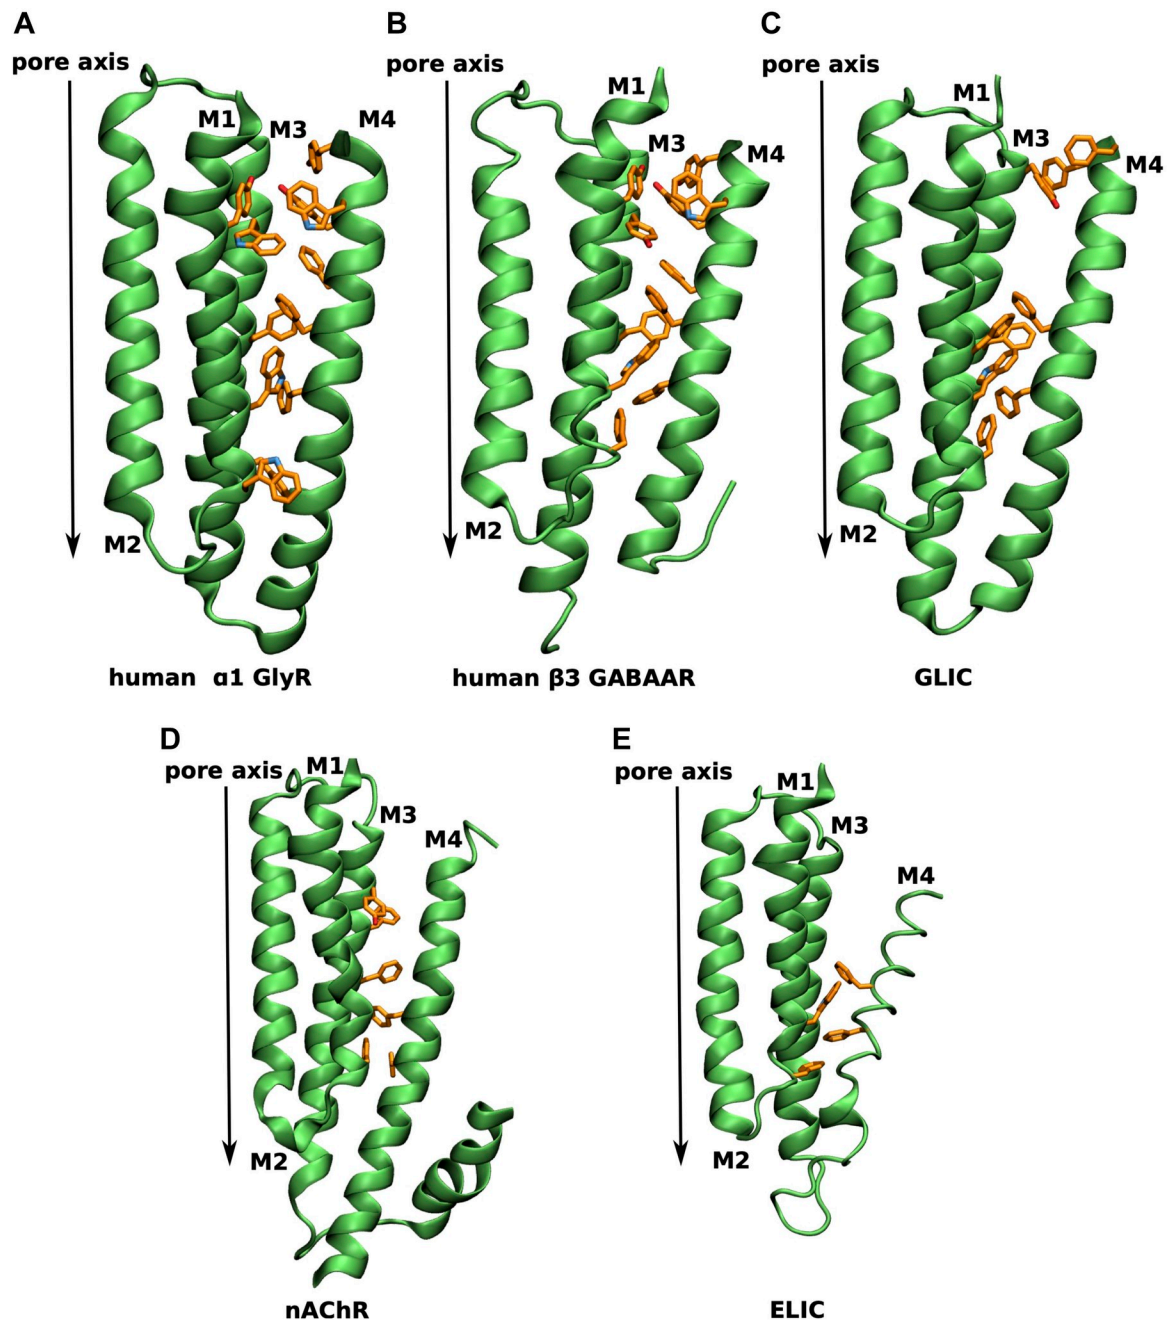 A
B
C
pore axis
pore axis
pore axis
M1
M3
M4
M1
M3
M4
M1
M3
M4
M2
M2
M2
human α1 GlyR
human β3 GABAAR
GLIC
D
E
pore axis
M1
M3
M4
pore axis
M1
M3
M4
M2
M2
nAChR
ELIC